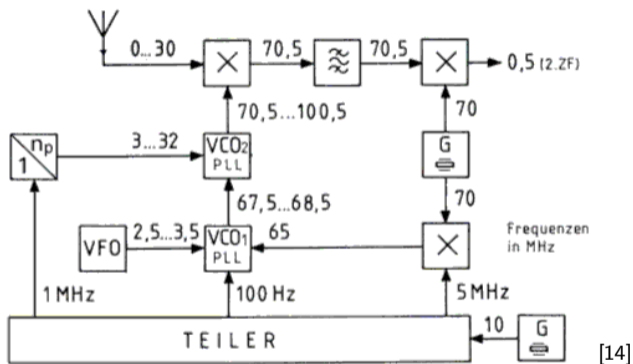 0...30
70,5
70,5
0,5 (2.ZF)
70,5...100,5
70
np
1
3...32
VCO2
PLL
G
67,5...68,5
70
VFO
2,5...3,5
VCO1
PLL
65
Frequenzen
in MHz
1 MHz
100 Hz
5 MHz
TEILER
10
G
[14]